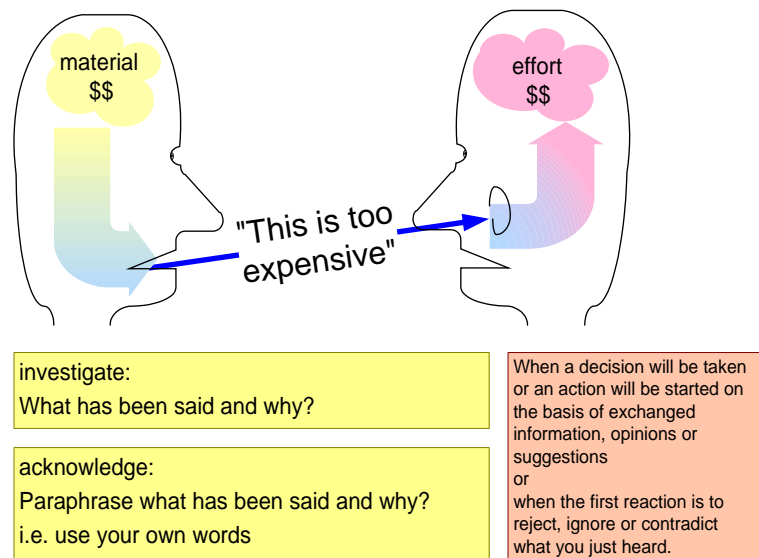 material
$$
effort
$$
"This is too
expensive"
investigate:
What has been said and why?
acknowledge:
Paraphrase what has been said and why?
i.e. use your own words
When a decision will be taken
or an action will be started on
the basis of exchanged
information, opinions or
suggestions
or
when the first reaction is to
reject, ignore or contradict
what you just heard.